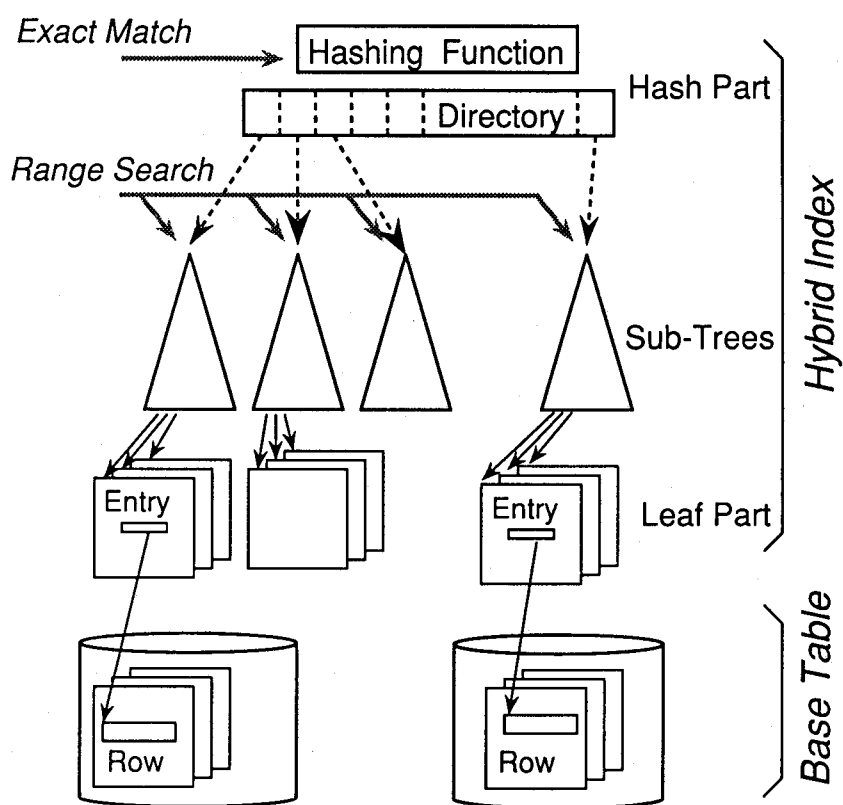 Exact Match
Hashing Function
Hash Part
Directory
Range Search
Hybrid Index
Sub-Trees
Entry
Entry
Leaf Part
Base Table
Row
Row